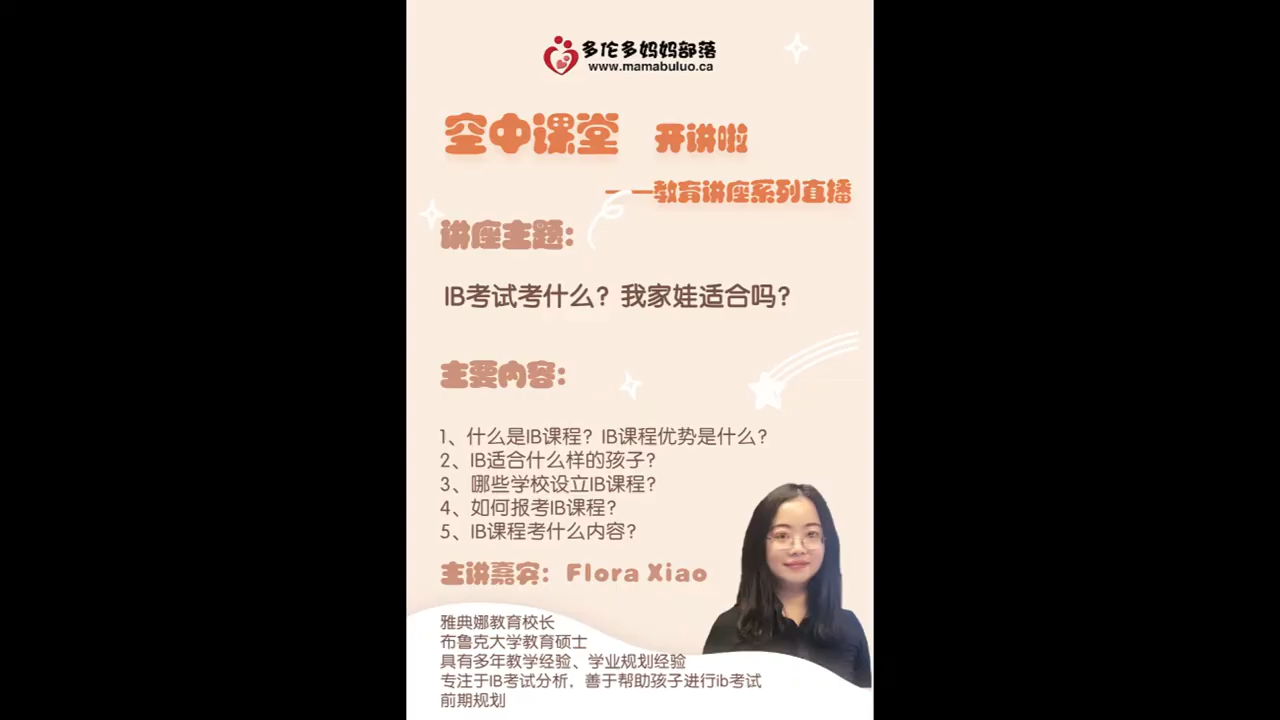 多伦多妈妈部落
www.mamabuluo.ca
空中课堂 开讲啦
——教育讲座系列直播
讲座主题：
IB考试考什么？我家娃适合吗？
主要内容：
1、什么是IB课程？IB课程优势是什么？
2、IB适合什么样的孩子？
3、哪些学校设立IB课程？
4、如何报考IB课程？
5、IB课程考什么内容？
主讲嘉宾：Flora Xiao
雅典娜教育校长
布鲁克大学教育硕士
具有多年教学经验、学业规划经验
专注于IB考试分析，善于帮助孩子进行ib考试
前期规划